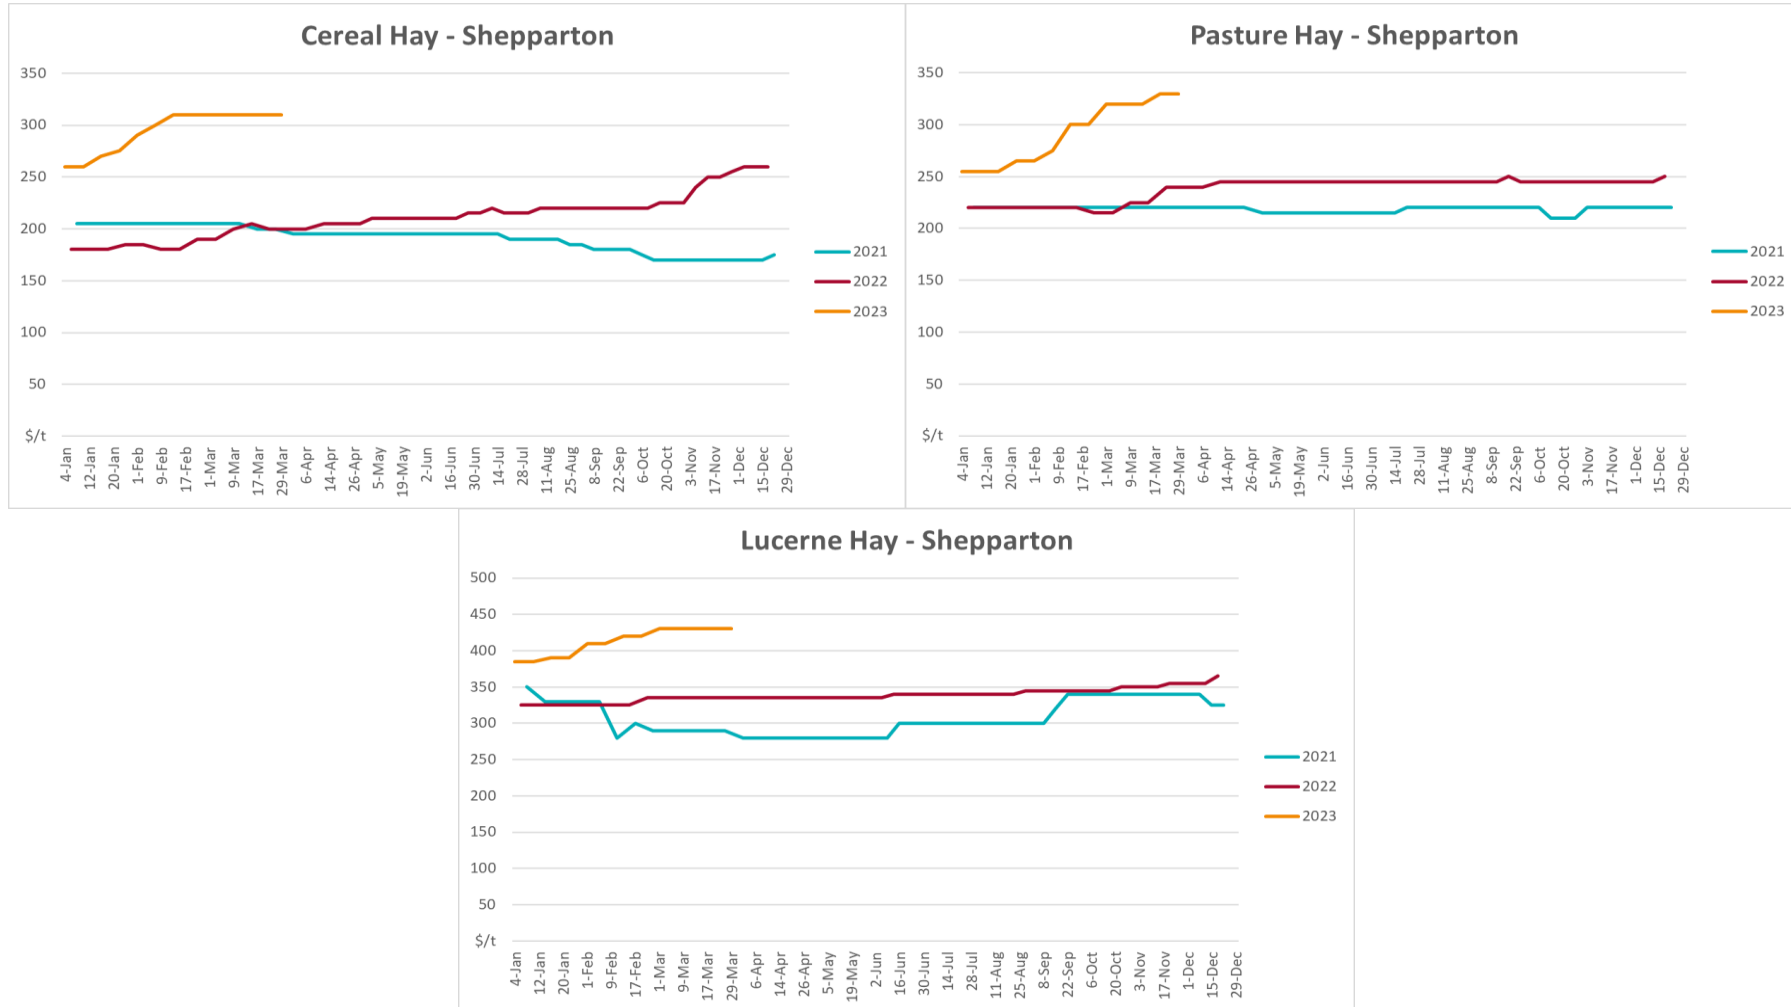 Cereal Hay - Shepparton
350
300
250
200
150
100
50
$/t
4-Jan
12-Jan
20-Jan
1-Feb
9-Feb
17-Feb
1-Mar
9-Mar
17-Mar
29-Mar
6-Apr
14-Apr
26-Apr
5-May
19-May
2-Jun
16-Jun
30-Jun
14-Jul
28-Jul
11-Aug
25-Aug
8-Sep
22-Sep
6-Oct
20-Oct
3-Nov
17-Nov
1-Dec
15-Dec
29-Dec
2021
2022
2023
Pasture Hay - Shepparton
350
300
250
200
150
100
50
$/t
4-Jan
12-Jan
20-Jan
1-Feb
9-Feb
17-Feb
1-Mar
9-Mar
17-Mar
29-Mar
6-Apr
14-Apr
26-Apr
5-May
19-May
2-Jun
16-Jun
30-Jun
14-Jul
28-Jul
11-Aug
25-Aug
8-Sep
22-Sep
6-Oct
20-Oct
3-Nov
17-Nov
1-Dec
15-Dec
29-Dec
2021
2022
2023
Lucerne Hay - Shepparton
500
450
400
350
300
250
200
150
100
50
$/t
4-Jan
12-Jan
20-Jan
1-Feb
9-Feb
17-Feb
1-Mar
9-Mar
17-Mar
29-Mar
6-Apr
14-Apr
26-Apr
5-May
19-May
2-Jun
16-Jun
30-Jun
14-Jul
28-Jul
11-Aug
25-Aug
8-Sep
22-Sep
6-Oct
20-Oct
3-Nov
17-Nov
1-Dec
15-Dec
29-Dec
2021
2022
2023